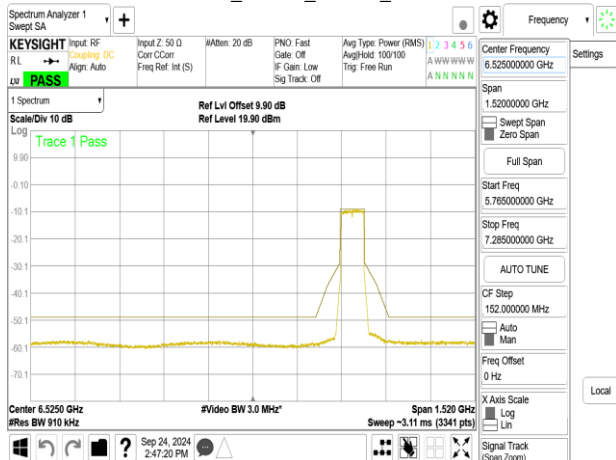 Spectrum Analyzer 1
Swept SA
+
Frequency
KEYSIGHT
RL
LXI
PASS
Input: RF
Coupling: DC
Align: Auto
Input Z: 50 Ω
Corr CCorr
Freq Ref: Int (S)
#Atten: 20 dB
PNO: Fast
Gate: Off
IF Gain: Low
Sig Track: Off
Avg Type: Power (RMS)
Avg|Hold: 100/100
Trig: Free Run
1 2 3 4 5 6
A W W W W W
A N N N N N
1 Spectrum
Scale/Div 10 dB
Ref Lvl Offset 9.90 dB
Ref Level 19.90 dBm
Log
Trace 1 Pass
9.90
-0.10
-10.1
-20.1
-30.1
-40.1
-50.1
-60.1
-70.1
Center 6.5250 GHz
#Res BW 910 kHz
#Video BW 3.0 MHz*
Span 1.520 GHz
Sweep ~3.11 ms (3341 pts)
Sep 24, 2024
2:47:20 PM
?
Center Frequency
6.525000000 GHz
Settings
Span
1.52000000 GHz
Swept Span
Zero Span
Full Span
Start Freq
5.765000000 GHz
Stop Freq
7.285000000 GHz
AUTO TUNE
CF Step
152.000000 MHz
Auto
Man
Freq Offset
0 Hz
Local
X Axis Scale
Log
Lin
Signal Track
(Span Zoom)